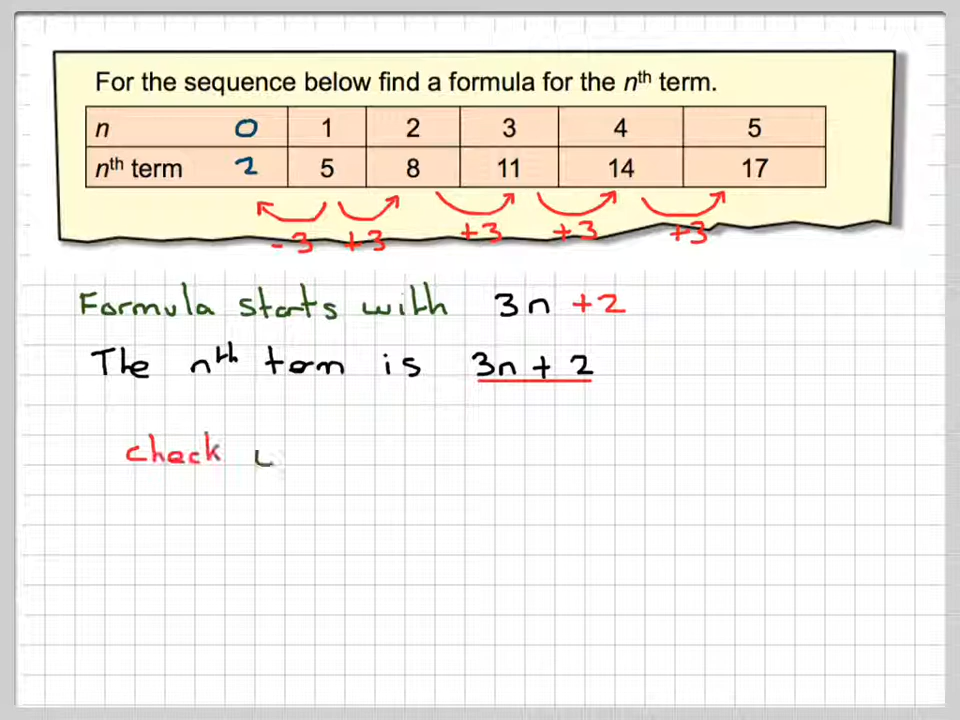 For the sequence below find a formula for the nth term.
n 0 1 2 3 4 5
nth term 2 5 8 11 14 17
-3 +3 +3 +3 +3
Formula starts with 3n +2
The nth term is 3n + 2
check